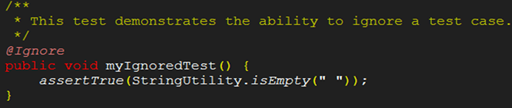 /**
 * This test demonstrates the ability to ignore a test case.
 */
@Ignore
public void myIgnoredTest() {
    assertTrue(StringUtility.isEmpty(" "));
}